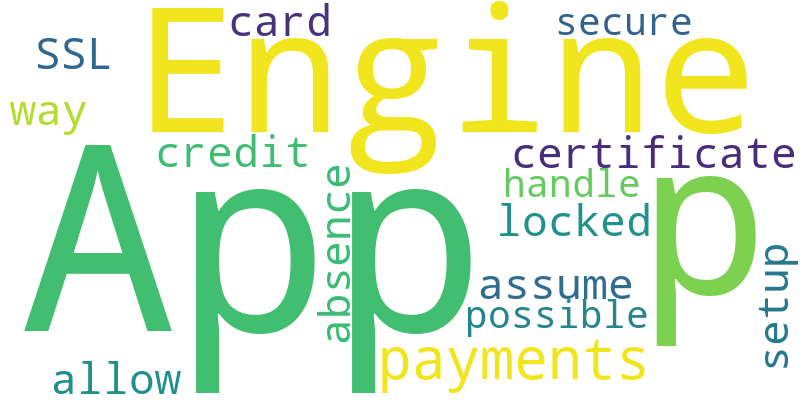 card
secure
Engine
SSL
way
credit
certificate
App
p
absence
handle
locked
setup
assume
possible
payments
allow